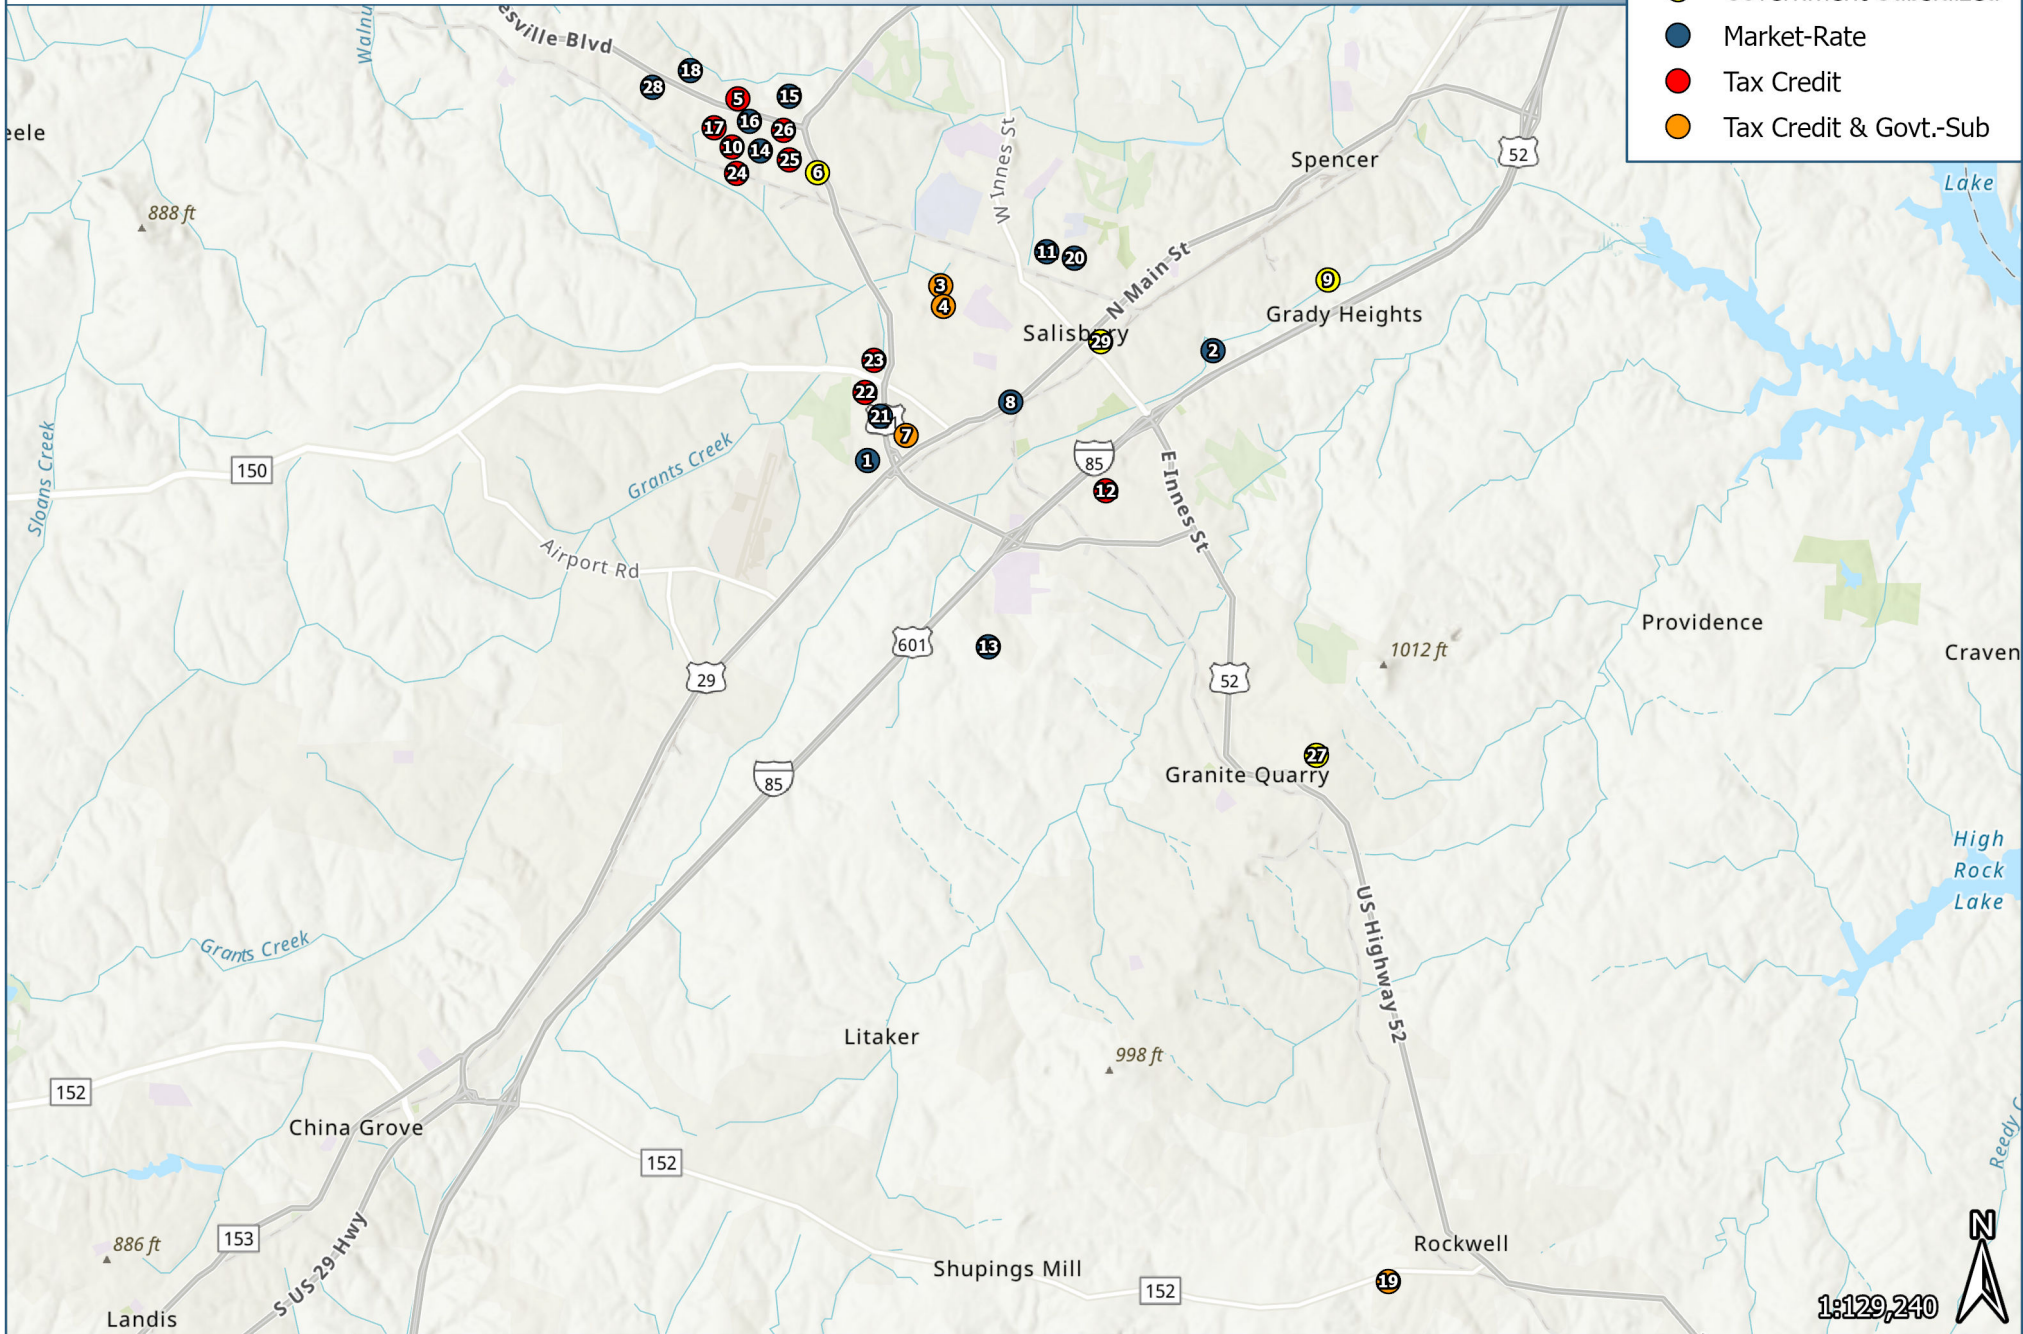 Market-Rate
Tax Credit
Tax Credit & Govt.-Sub
esville Blvd
Walnu
18
28
5
15
16
17
26
10
14
25
24
6
eele
W Innes St
Spencer
52
Lake
888 ft
11
20
N Main St
3
4
9
Grady Heights
Salisbury
29
2
23
22
21
8
7
1
85
12
E Innes St
Sloans Creek
150
Grants Creek
Airport Rd
601
13
29
52
1012 ft
Providence
Craven
27
Granite Quarry
85
High
Rock
Lake
US Highway 52
Grants Creek
Litaker
998 ft
152
China Grove
152
Reedy C
153
886 ft
S US 29 Hwy
Landis
Shupings Mill
152
Rockwell
19
N
1:129,240